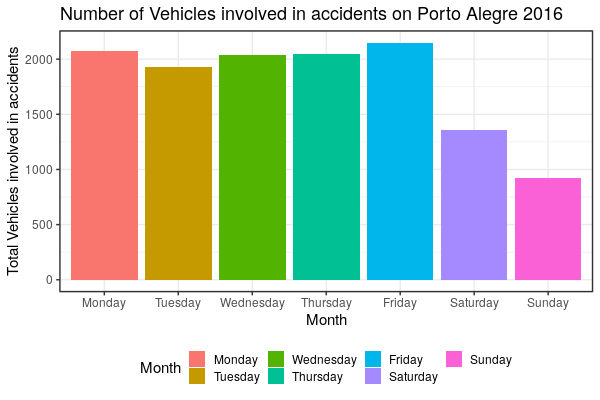 Number of Vehicles involved in accidents on Porto Alegre 2016
Total Vehicles involved in accidents
2000
1500
1000
500
0
Monday Tuesday Wednesday Thursday Friday Saturday Sunday
Month
Month
Monday Wednesday Friday Sunday
Tuesday Thursday Saturday